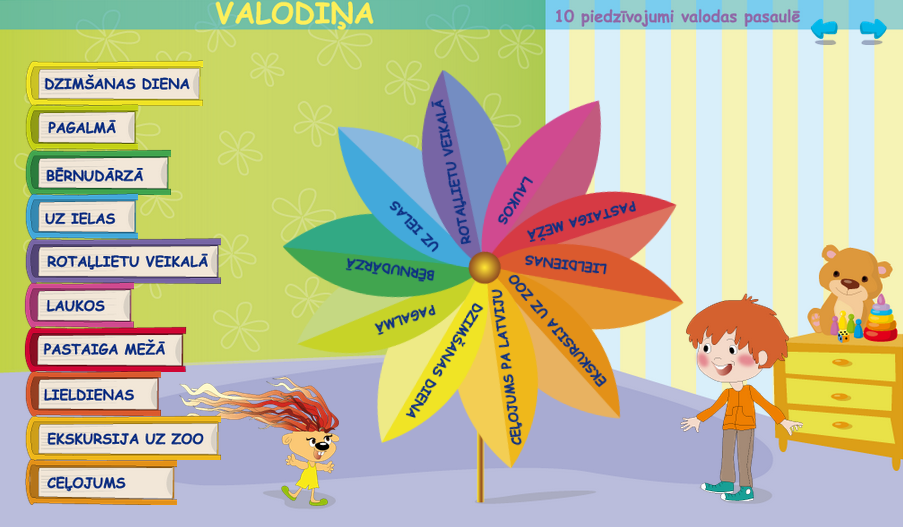 VALODIŅA
10 piedzīvojumi valodas pasaulē
DZIMŠANAS DIENA
PAGALMĀ
BĒRNUDĀRZĀ
UZ IELAS
ROTAĻLIETU VEIKALĀ
LAUKOS
PASTAIGA MEŽĀ
LIELDIENAS
EKSKURSIJA UZ ZOO
CEĻOJUMS
ROTAĻLIETU VEIKALĀ
LAUKOS
PASTAIGA MEŽĀ
LIELDIENAS
EKSKURSIJA UZ ZOO
CEĻOJUMS PA LATVIJU
DZIMŠANAS DIENA
PAGALMĀ
BĒRNUDĀRZĀ
UZ IELAS